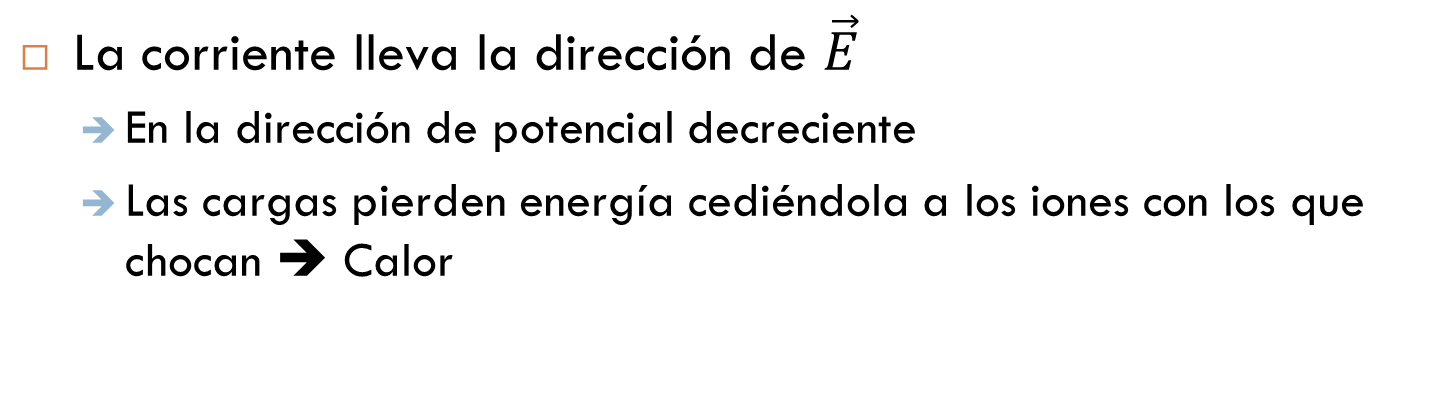 □ La corriente lleva la dirección de $\vec{E}$
➔ En la dirección de potencial decreciente
➔ Las cargas pierden energía cediéndola a los iones con los que
chocan ➔ Calor